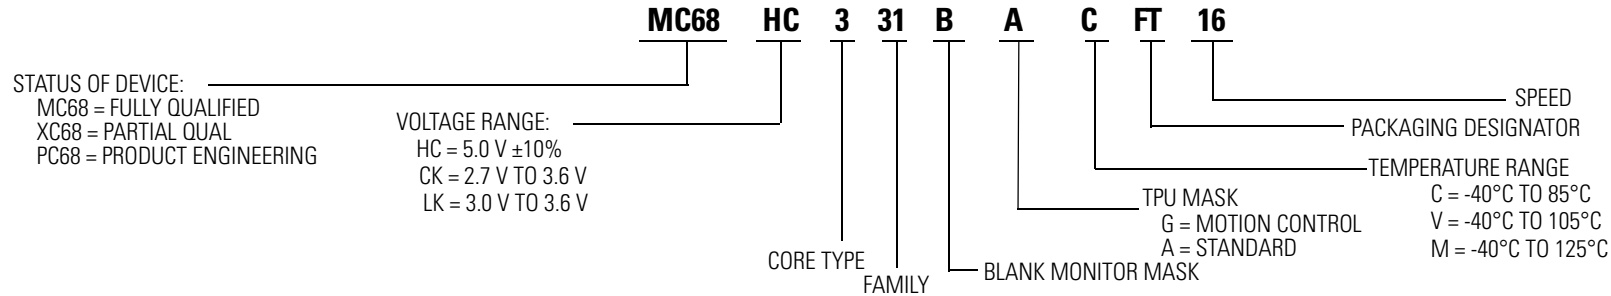 MC68 HC 3 31 B A C FT 16
STATUS OF DEVICE:
MC68 = FULLY QUALIFIED
XC68 = PARTIAL QUAL
PC68 = PRODUCT ENGINEERING
VOLTAGE RANGE:
HC = 5.0 V ±10%
CK = 2.7 V TO 3.6 V
LK = 3.0 V TO 3.6 V
CORE TYPE
FAMILY
BLANK MONITOR MASK
TPU MASK
G = MOTION CONTROL
A = STANDARD
TEMPERATURE RANGE
C = -40°C TO 85°C
V = -40°C TO 105°C
M = -40°C TO 125°C
PACKAGING DESIGNATOR
SPEED